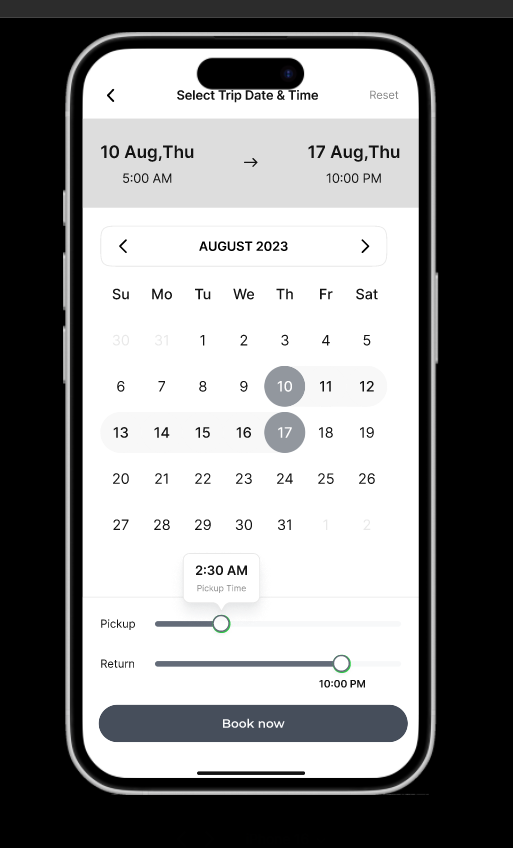 Select Trip Date & Time Reset
10 Aug,Thu → 17 Aug,Thu
5:00 AM 10:00 PM
AUGUST 2023
Su Mo Tu We Th Fr Sat
30 31 1 2 3 4 5
6 7 8 9 10 11 12
13 14 15 16 17 18 19
20 21 22 23 24 25 26
27 28 29 30 31 1 2
2:30 AM
Pickup Time
Pickup
Return
10:00 PM
Book now